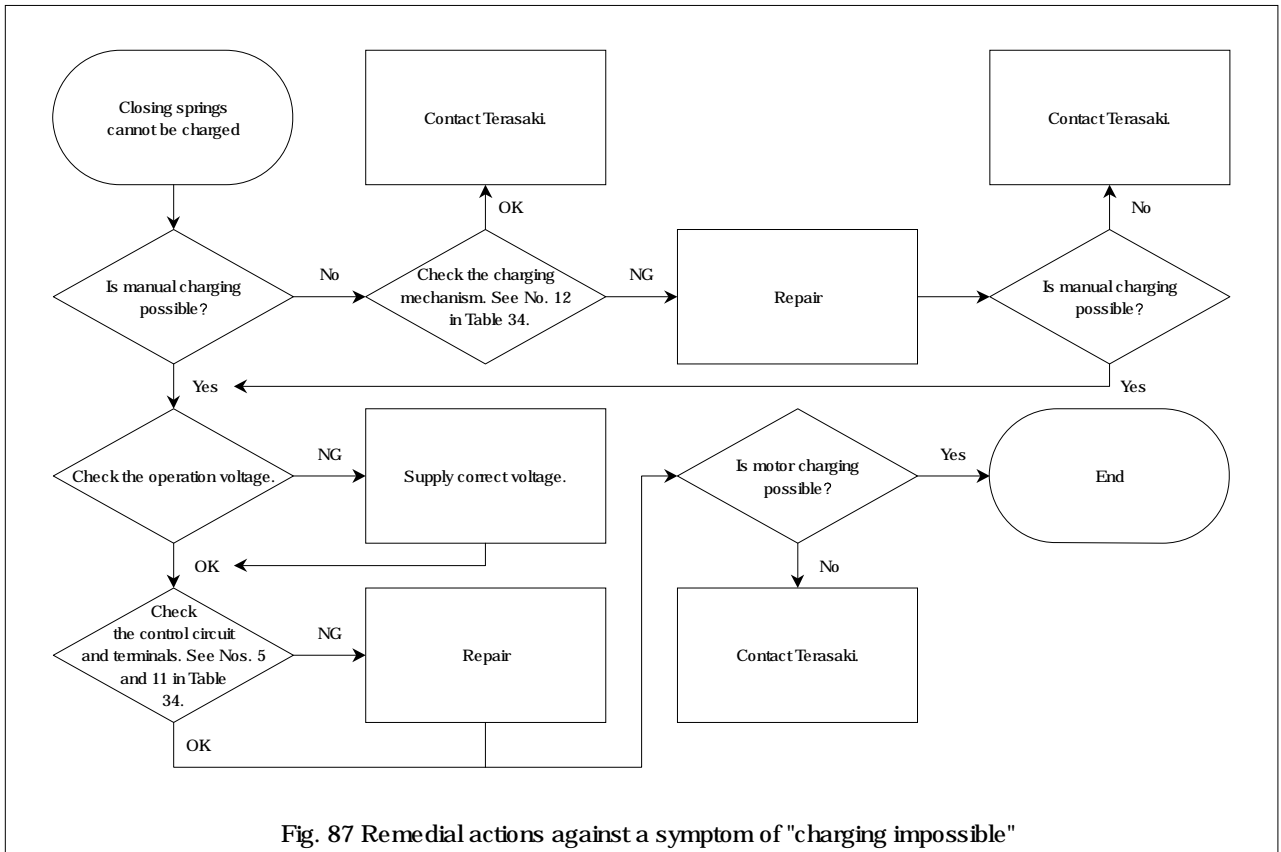 Closing springs
cannot be charged
Contact Terasaki.
Contact Terasaki.
OK
No
Is manual charging
possible?
No
Check the charging
mechanism. See No. 12
in Table 34.
NG
Repair
Is manual charging
possible?
Yes
Yes
Check the operation voltage.
NG
Supply correct voltage.
Is motor charging
possible?
Yes
End
OK
No
Check
the control circuit
and terminals. See Nos. 5
and 11 in Table
34.
NG
Repair
Contact Terasaki.
OK
Fig. 87 Remedial actions against a symptom of "charging impossible"